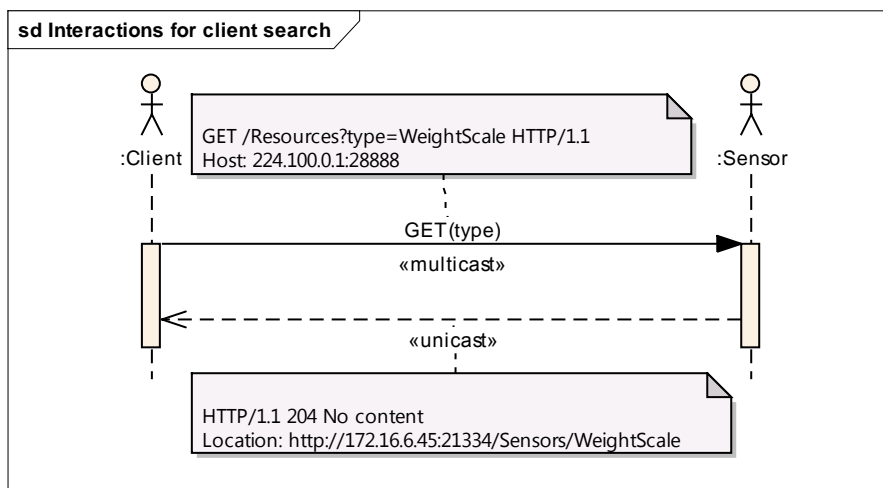 sd Interactions for client search
GET /Resources?type=WeightScale HTTP/1.1
Host: 224.100.0.1:28888
:Client
:Sensor
GET(type)
«multicast»
«unicast»
HTTP/1.1 204 No content
Location: http://172.16.6.45:21334/Sensors/WeightScale